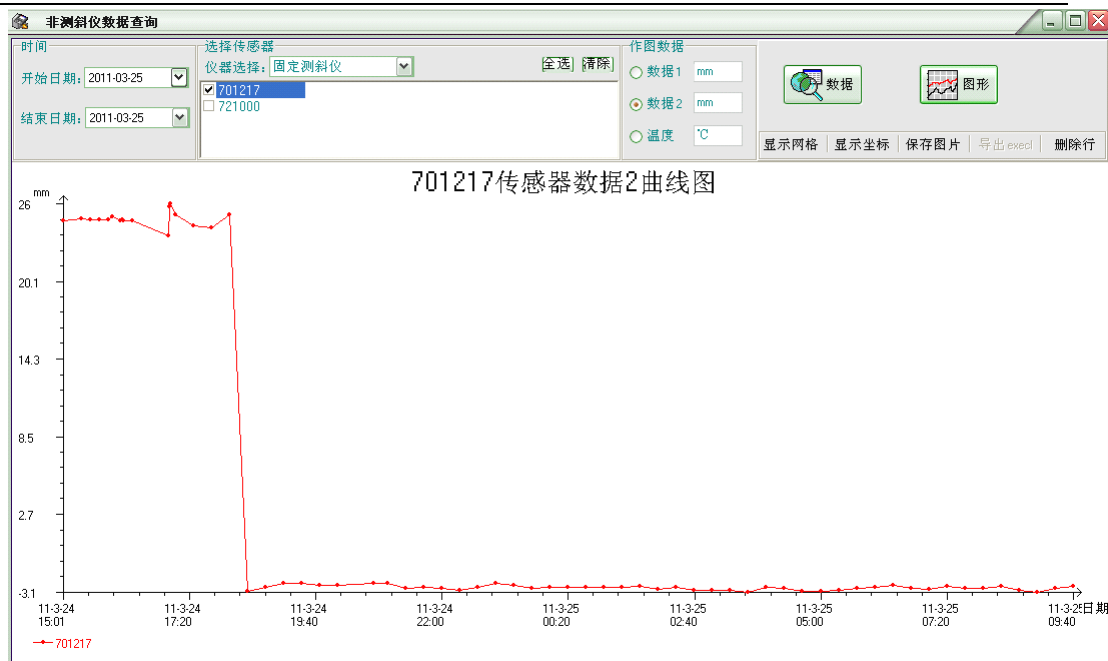 非测斜仪数据查询
时间
开始日期: 2011-03-25
结束日期: 2011-03-25
选择传感器
仪器选择: 固定测斜仪
全选 清除
701217
721000
作图数据
数据1 mm
数据2 mm
温度 ℃
数据
图形
显示网格 显示坐标 保存图片 导出execl 删除行
701217传感器数据2曲线图
mm
26
20.1
14.3
8.5
2.7
-3.1
11-3-24 11-3-24 11-3-24 11-3-24 11-3-25 11-3-25 11-3-25 11-3-25 11-3-25 日期
15:01 17:20 19:40 22:00 00:20 02:40 05:00 07:20 09:40
701217